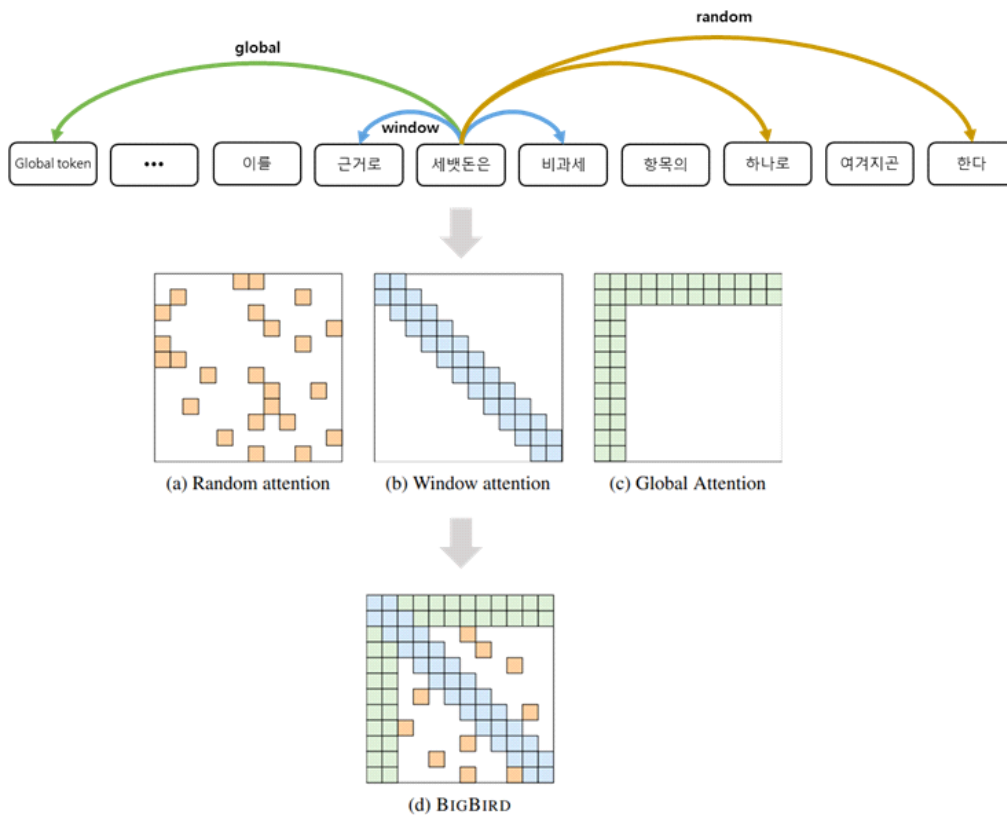 random
global
window
Global token
•••
이를
근거로
세뱃돈은
비과세
항목의
하나로
여겨지곤
한다
(a) Random attention
(b) Window attention
(c) Global Attention
(d) BIGBIRD